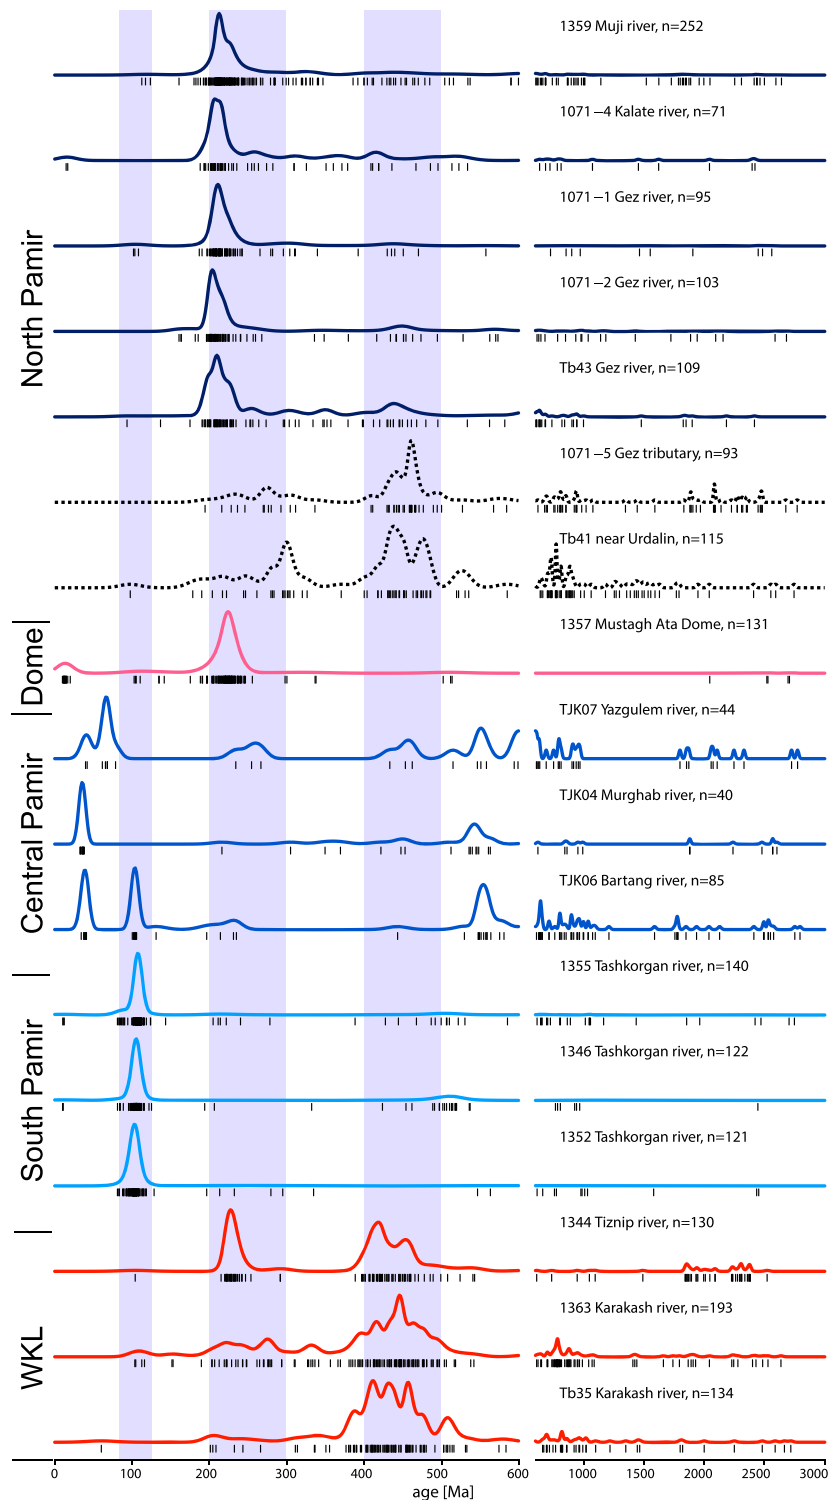 North Pamir
1359 Muji river, n=252
1071–4 Kalate river, n=71
1071–1 Gez river, n=95
1071–2 Gez river, n=103
Tb43 Gez river, n=109
1071–5 Gez tributary, n=93
Tb41 near Urdalin, n=115
Dome
1357 Mustagh Ata Dome, n=131
Central Pamir
TJK07 Yazgulem river, n=44
TJK04 Murghab river, n=40
TJK06 Bartang river, n=85
South Pamir
1355 Tashkorgan river, n=140
1346 Tashkorgan river, n=122
1352 Tashkorgan river, n=121
WKL
1344 Tiznip river, n=130
1363 Karakash river, n=193
Tb35 Karakash river, n=134
0 100 200 300 400 500 600 1000 1500 2000 2500 3000
age [Ma]